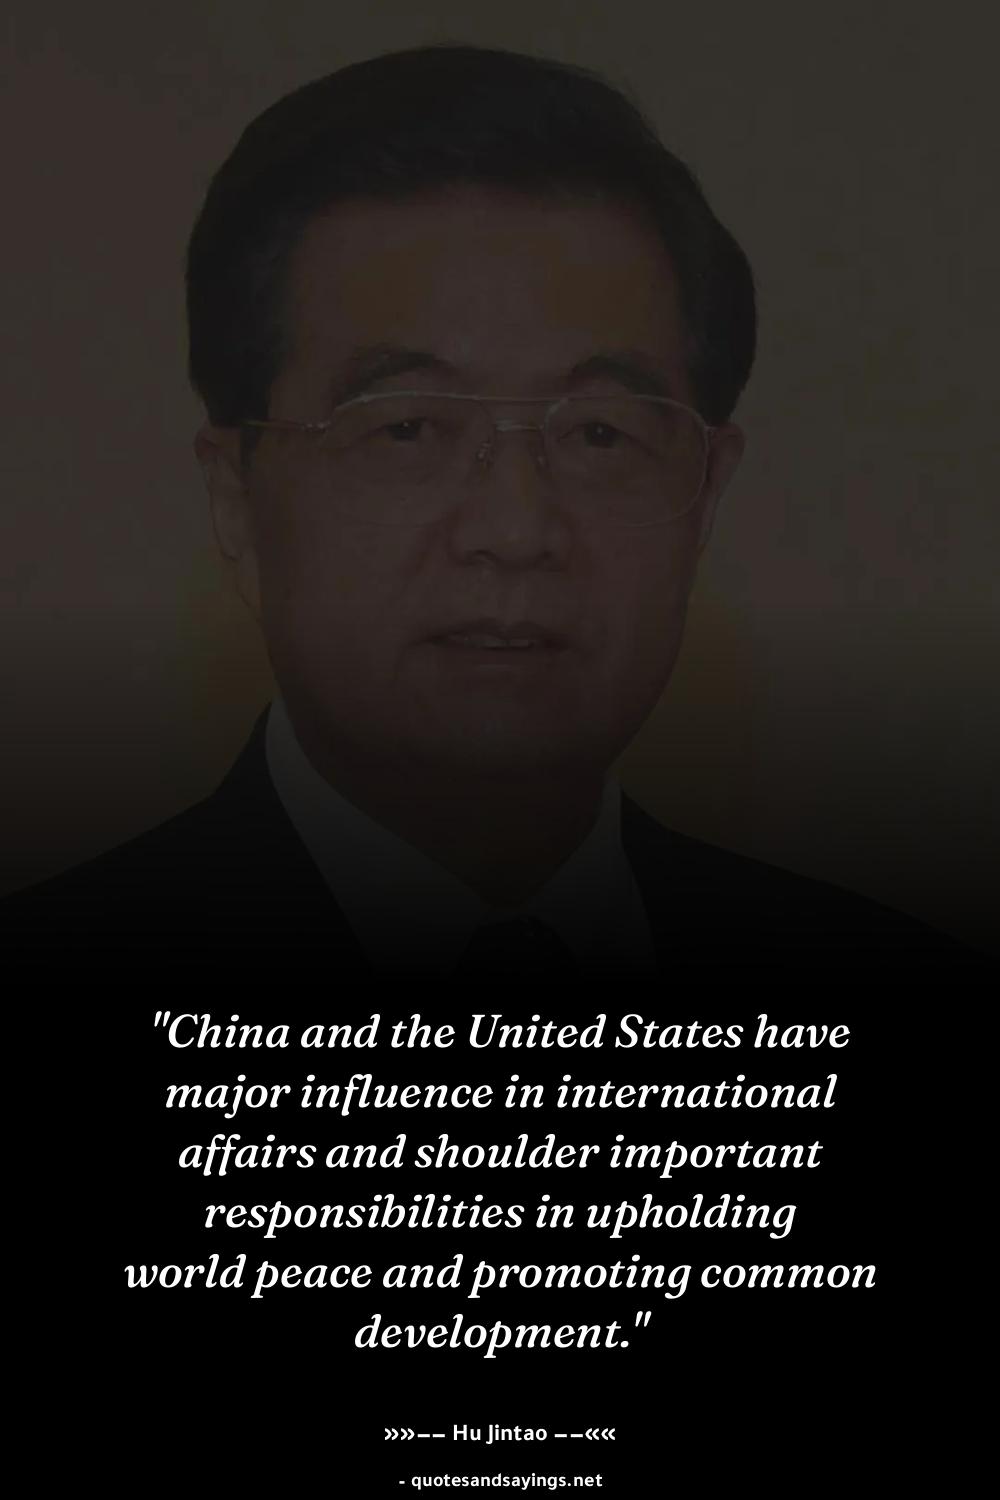 "China and the United States have
major influence in international
affairs and shoulder important
responsibilities in upholding
world peace and promoting common
development."
»»−− Hu Jintao −−««
- quotesandsayings.net